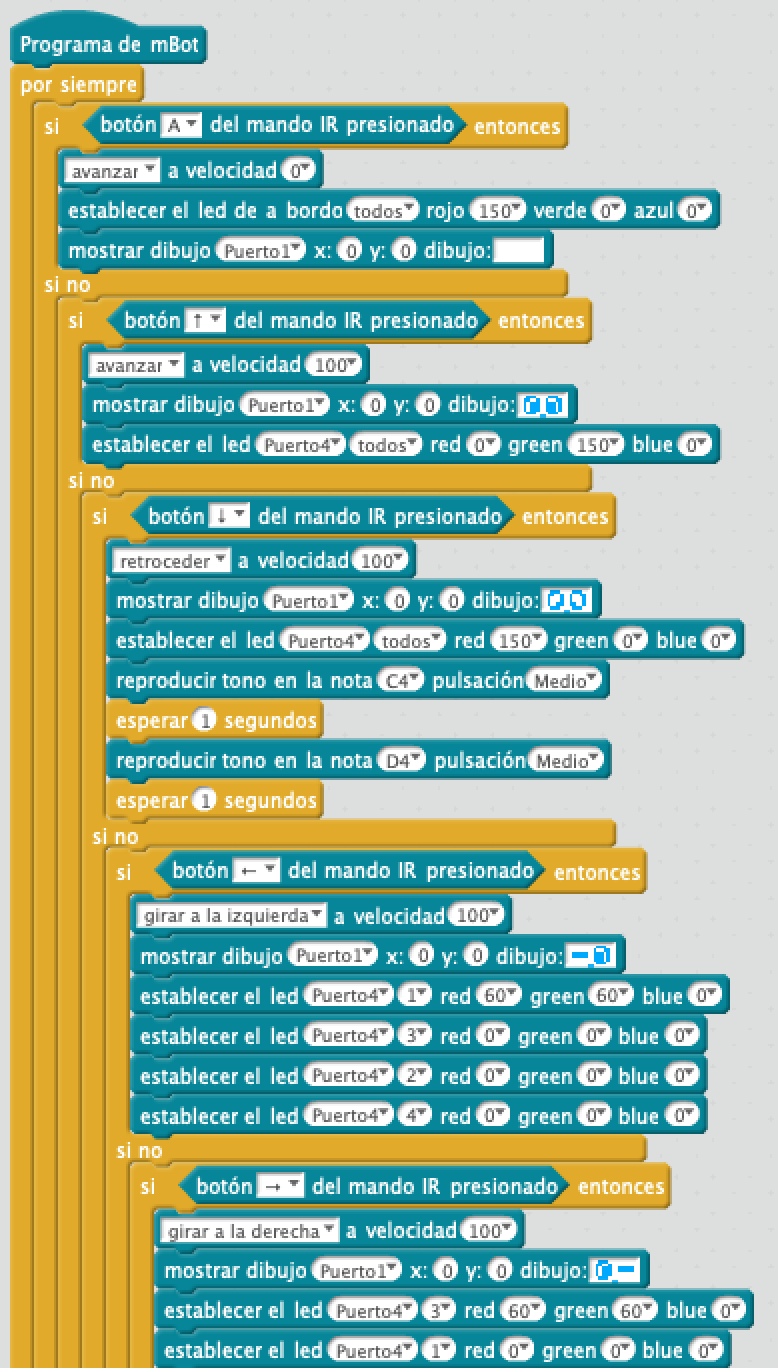 Programa de mBot
por siempre
si botón A del mando IR presionado entonces
avanzar a velocidad 0
establecer el led de a bordo todos rojo 150 verde 0 azul 0
mostrar dibujo Puerto1 x: 0 y: 0 dibujo:
si no
si botón ↑ del mando IR presionado entonces
avanzar a velocidad 100
mostrar dibujo Puerto1 x: 0 y: 0 dibujo:
establecer el led Puerto4 todos red 0 green 150 blue 0
si no
si botón ↓ del mando IR presionado entonces
retroceder a velocidad 100
mostrar dibujo Puerto1 x: 0 y: 0 dibujo:
establecer el led Puerto4 todos red 150 green 0 blue 0
reproducir tono en la nota C4 pulsación Medio
esperar 1 segundos
reproducir tono en la nota D4 pulsación Medio
esperar 1 segundos
si no
si botón ← del mando IR presionado entonces
girar a la izquierda a velocidad 100
mostrar dibujo Puerto1 x: 0 y: 0 dibujo:
establecer el led Puerto4 1 red 60 green 60 blue 0
establecer el led Puerto4 3 red 0 green 0 blue 0
establecer el led Puerto4 2 red 0 green 0 blue 0
establecer el led Puerto4 4 red 0 green 0 blue 0
si no
si botón → del mando IR presionado entonces
girar a la derecha a velocidad 100
mostrar dibujo Puerto1 x: 0 y: 0 dibujo:
establecer el led Puerto4 3 red 60 green 60 blue 0
establecer el led Puerto4 1 red 0 green 0 blue 0